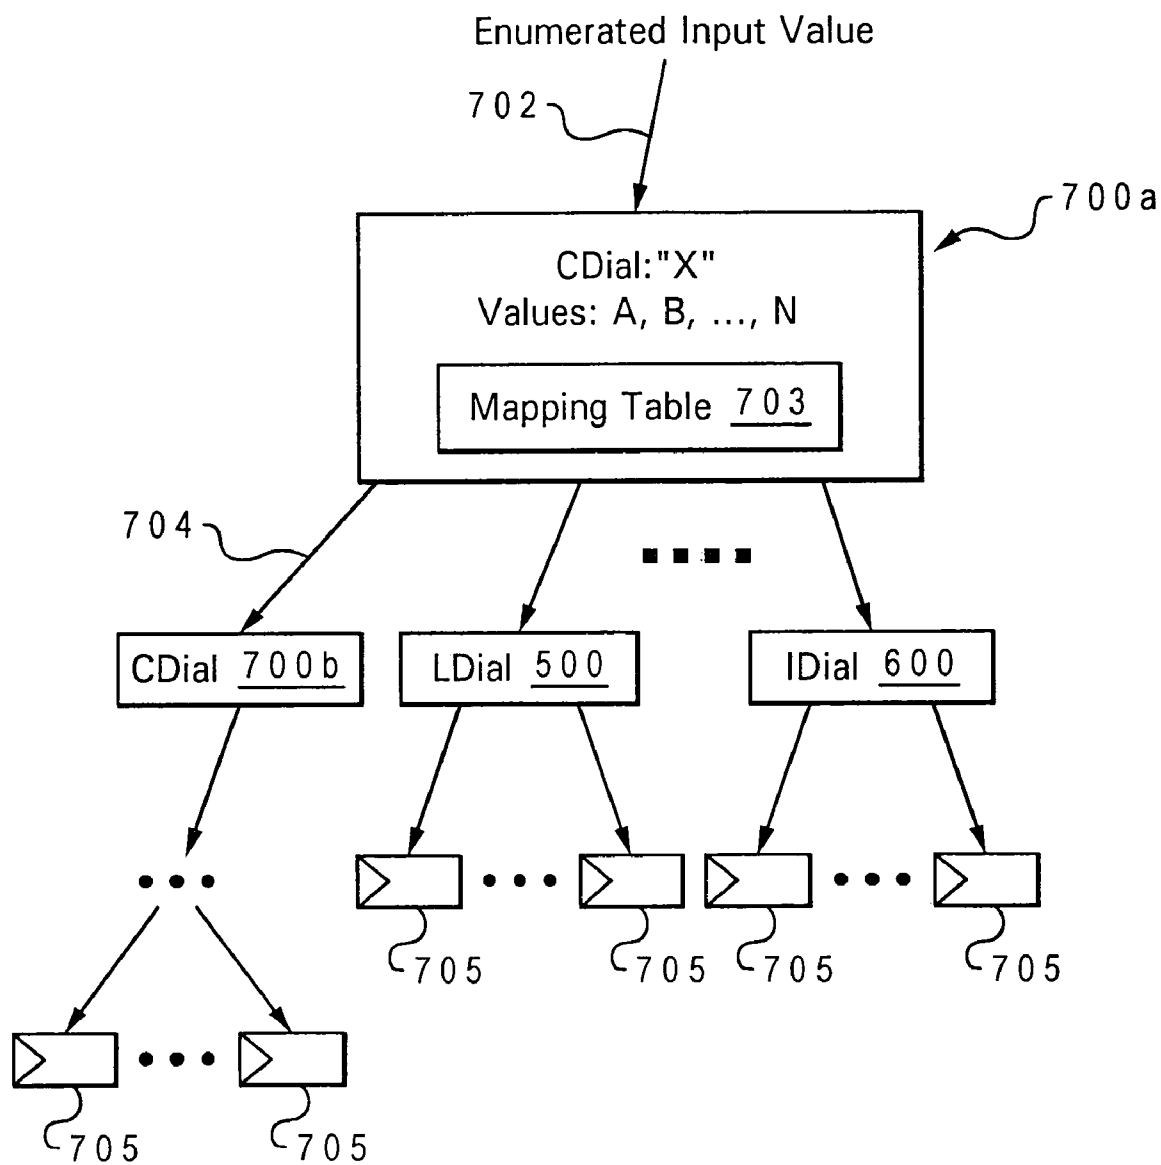 Enumerated Input Value
702
700a
CDial:"X"
Values: A, B, ..., N
Mapping Table 703
704
CDial 700b
LDial 500
IDial 600
705
705
705
705
705
705